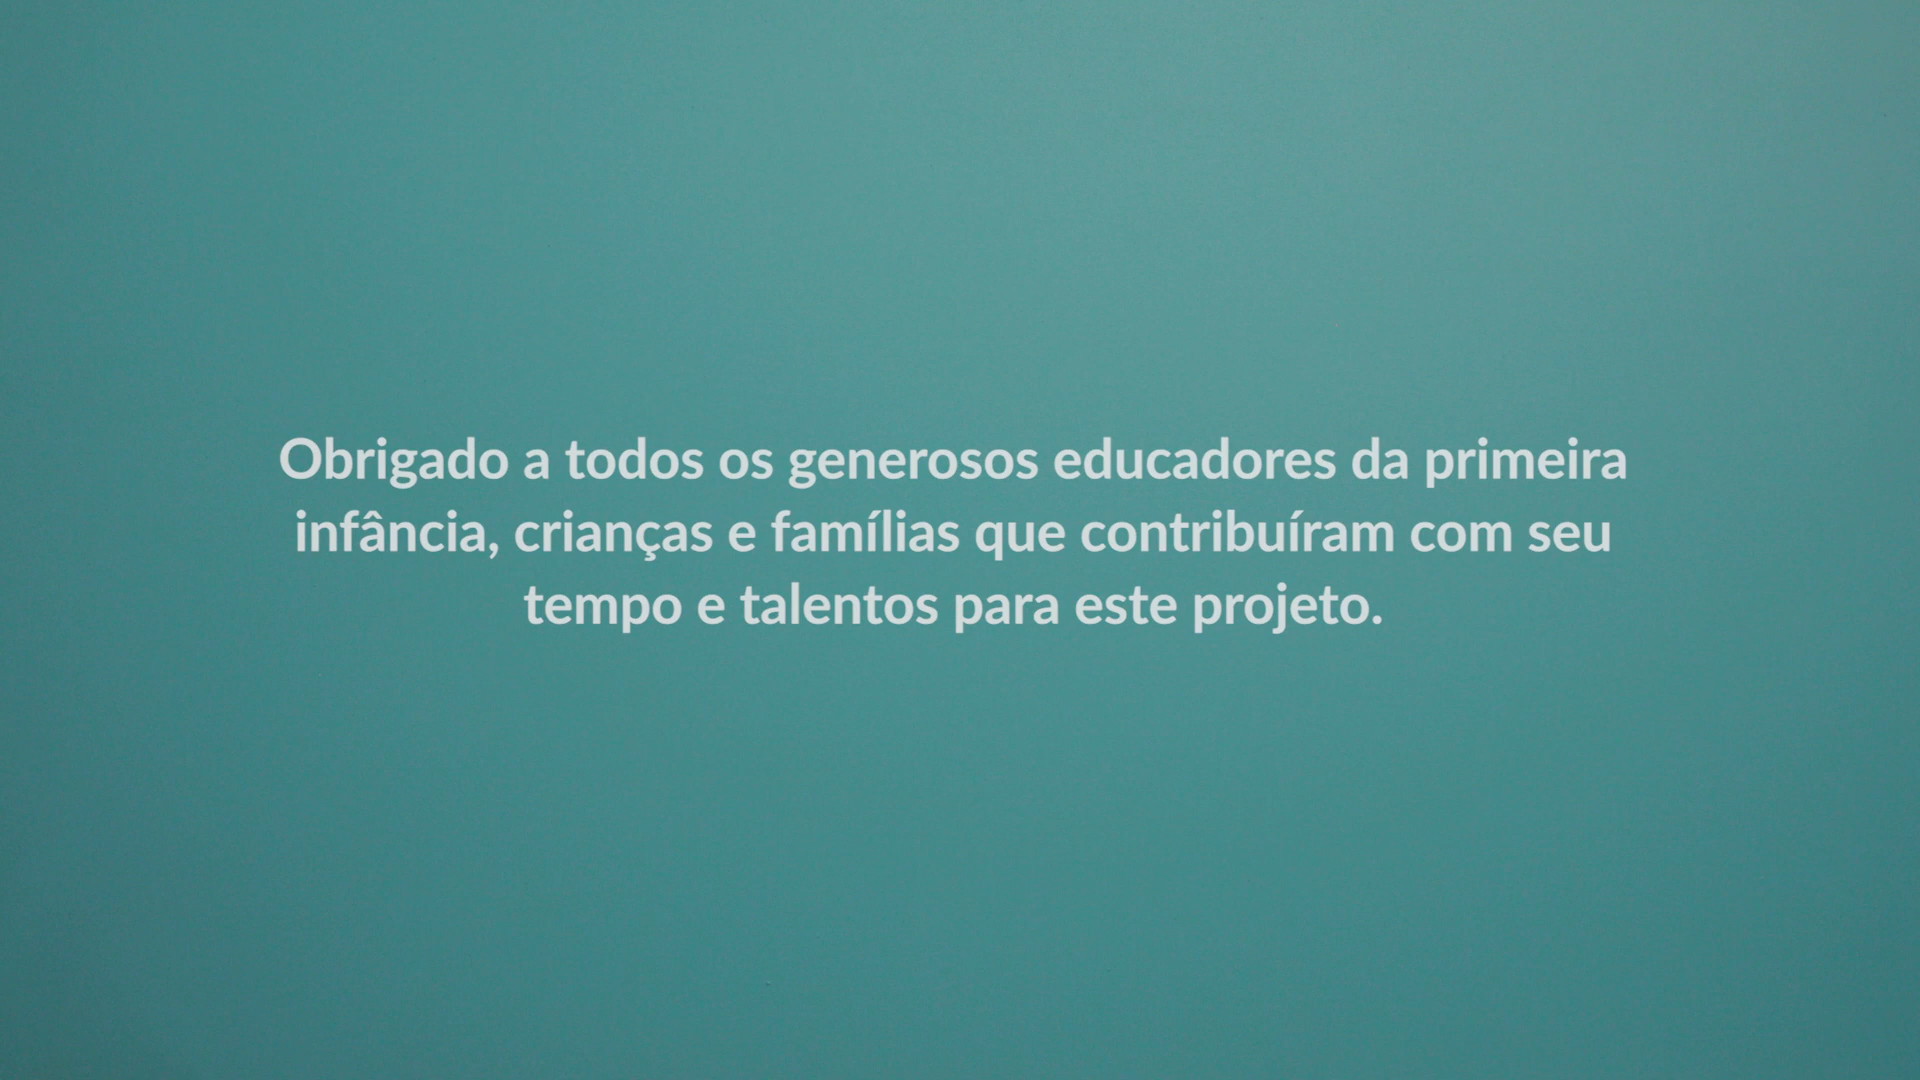 Obrigado a todos os generosos educadores da primeira
infância, crianças e famílias que contribuíram com seu
tempo e talentos para este projeto.